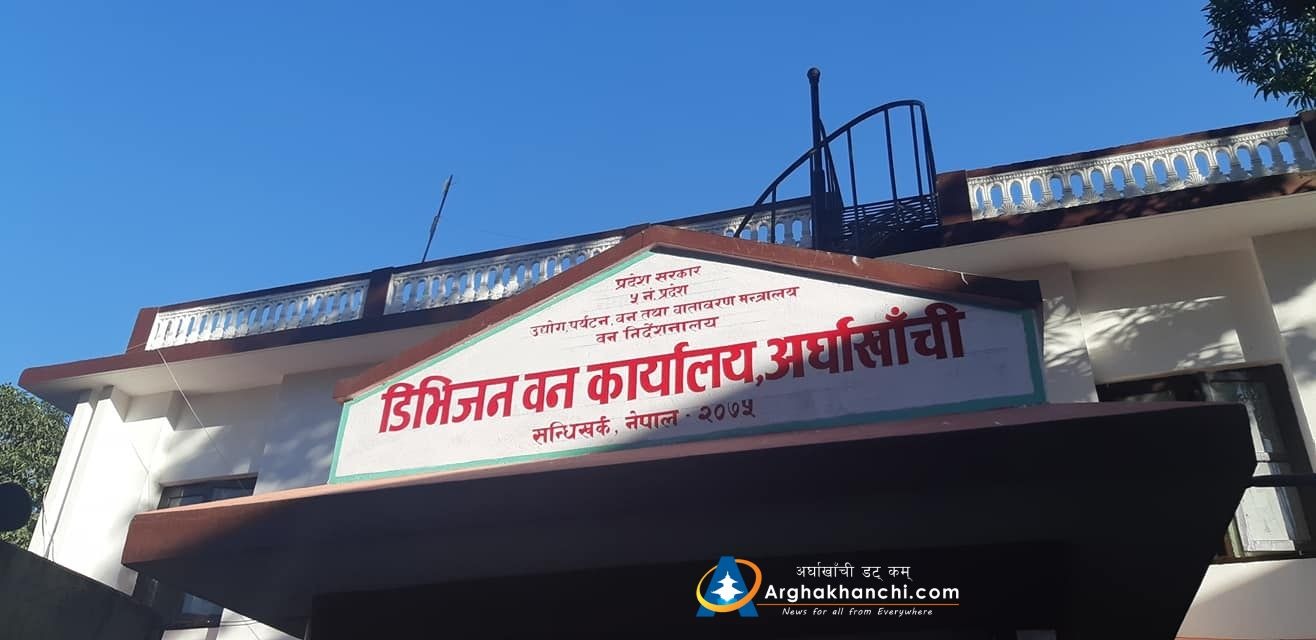 प्रदेश सरकार
५ नं. प्रदेश
उद्योग, पर्यटन, वन तथा वातावरण मन्त्रालय
वन निर्देशनालय
डिभिजन वन कार्यालय, अर्घाखाँची
सन्धिखर्क, नेपाल - २०७५
अर्घाखाँची डट् कम्
Arghakhanchi.com
News for all from Everywhere